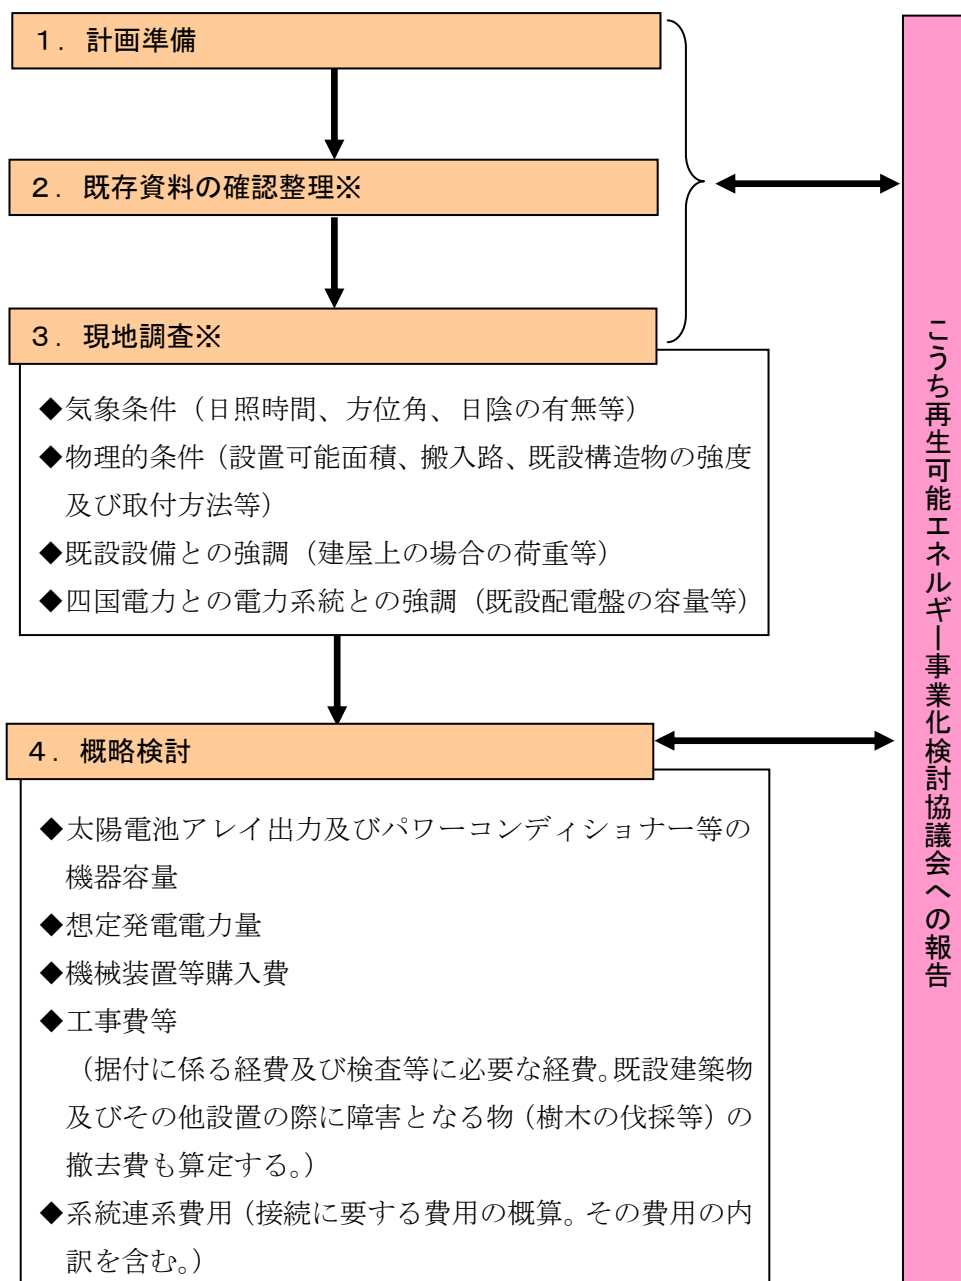 １．計画準備
２．既存資料の確認整理※
３．現地調査※
◆気象条件（日照時間、方位角、日陰の有無等）
◆物理的条件（設置可能面積、搬入路、既設構造物の強度
及び取付方法等）
◆既設設備との強調（建屋上の場合の荷重等）
◆四国電力との電力系統との強調（既設配電盤の容量等）
４．概略検討
◆太陽電池アレイ出力及びパワーコンディショナー等の
機器容量
◆想定発電電力量
◆機械装置等購入費
◆工事費等
（据付に係る経費及び検査等に必要な経費。既設建築物
及びその他設置の際に障害となる物（樹木の伐採等）の
撤去費も算定する。）
◆系統連系費用（接続に要する費用の概算。その費用の内
訳を含む。）
こうち再生可能エネルギー事業化検討協議会への報告